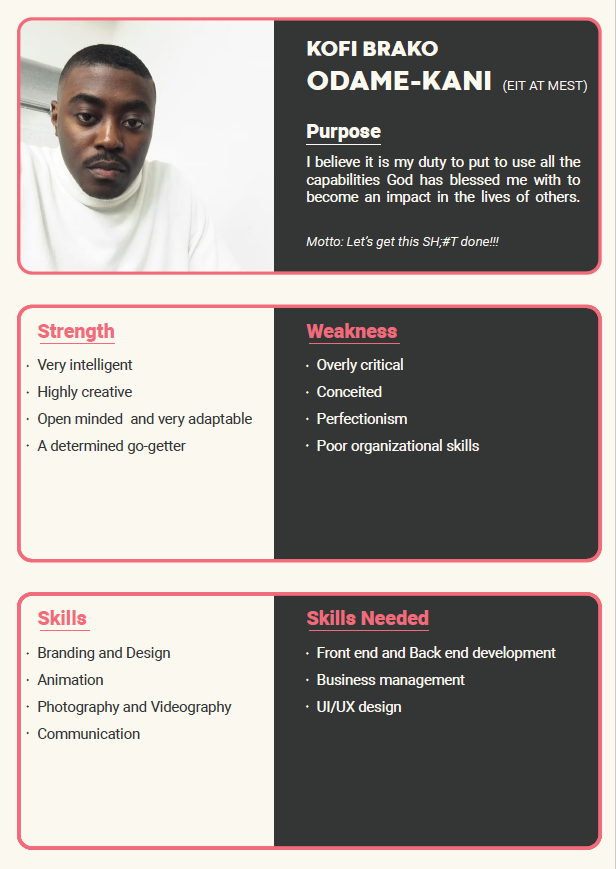 KOFI BRAKO
ODAME-KANI (EIT AT MEST)
Purpose
I believe it is my duty to put to use all the
capabilities God has blessed me with to
become an impact in the lives of others.
Motto: Let's get this SH;#T done!!!
Strength
· Very intelligent
· Highly creative
· Open minded  and very adaptable
· A determined go-getter
Weakness
· Overly critical
· Conceited
· Perfectionism
· Poor organizational skills
Skills
· Branding and Design
· Animation
· Photography and Videography
· Communication
Skills Needed
· Front end and Back end development
· Business management
· UI/UX design